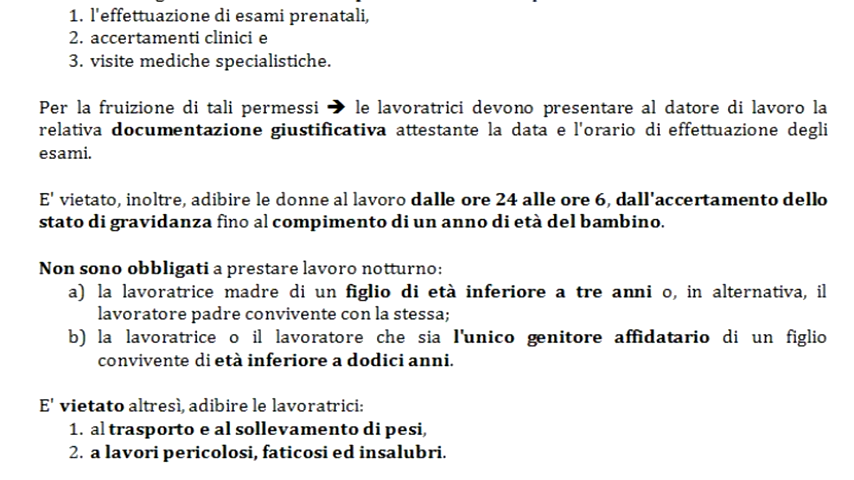 1. l'effettuazione di esami prenatali,
2. accertamenti clinici e
3. visite mediche specialistiche.
Per la fruizione di tali permessi ➔ le lavoratrici devono presentare al datore di lavoro la
relativa documentazione giustificativa attestante la data e l'orario di effettuazione degli
esami.
E' vietato, inoltre, adibire le donne al lavoro dalle ore 24 alle ore 6, dall'accertamento dello
stato di gravidanza fino al compimento di un anno di età del bambino.
Non sono obbligati a prestare lavoro notturno:
a) la lavoratrice madre di un figlio di età inferiore a tre anni o, in alternativa, il
lavoratore padre convivente con la stessa;
b) la lavoratrice o il lavoratore che sia l'unico genitore affidatario di un figlio
convivente di età inferiore a dodici anni.
E' vietato altresì, adibire le lavoratrici:
1. al trasporto e al sollevamento di pesi,
2. a lavori pericolosi, faticosi ed insalubri.